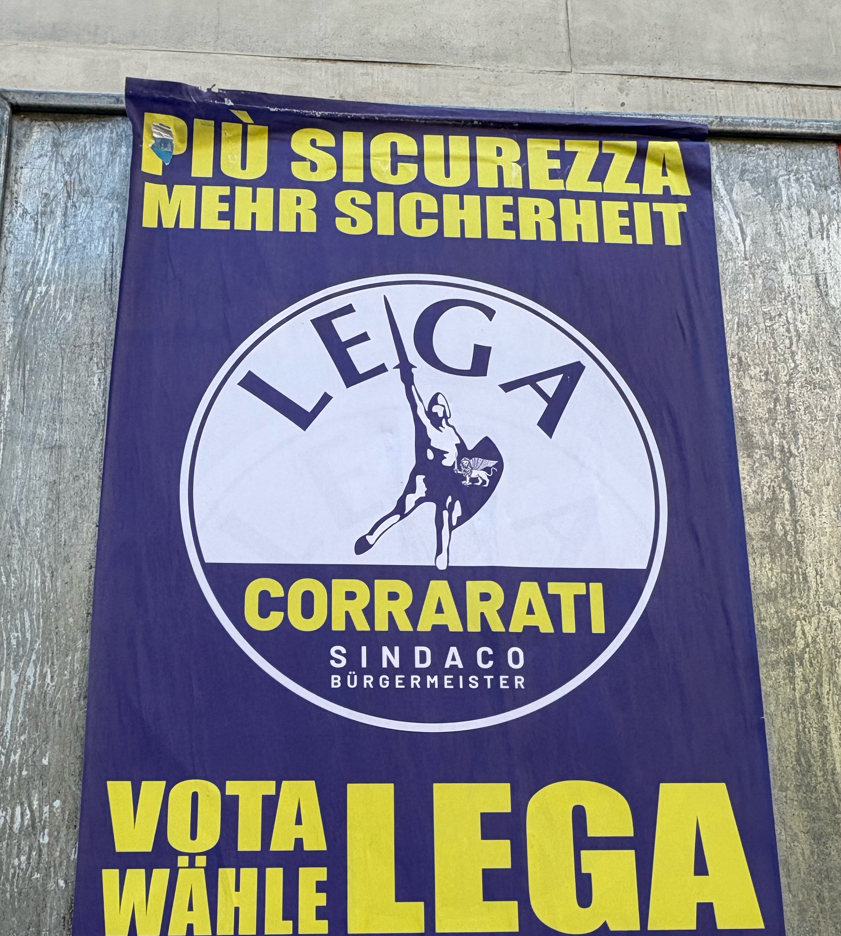 PIÙ SICUREZZA
MEHR SICHERHEIT
LEGA
CORRARATI
SINDACO
BÜRGERMEISTER
VOTA
WÄHLE
LEGA